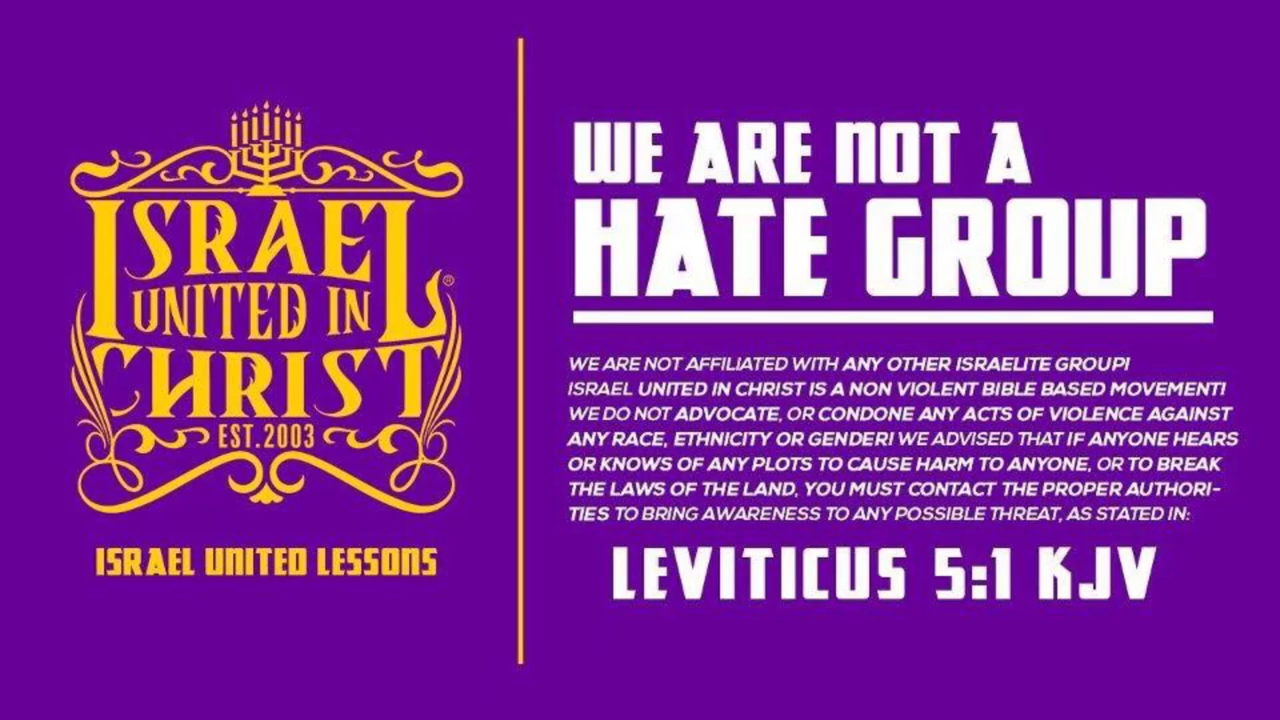 ISRAEL
UNITED IN
CHRIST
®
EST. 2003
ISRAEL UNITED LESSONS
WE ARE NOT A
HATE GROUP
WE ARE NOT AFFILIATED WITH ANY OTHER ISRAELITE GROUP!
ISRAEL UNITED IN CHRIST IS A NON VIOLENT BIBLE BASED MOVEMENT!
WE DO NOT ADVOCATE, OR CONDONE ANY ACTS OF VIOLENCE AGAINST
ANY RACE, ETHNICITY OR GENDER! WE ADVISED THAT IF ANYONE HEARS
OR KNOWS OF ANY PLOTS TO CAUSE HARM TO ANYONE, OR TO BREAK
THE LAWS OF THE LAND, YOU MUST CONTACT THE PROPER AUTHORI-
TIES TO BRING AWARENESS TO ANY POSSIBLE THREAT, AS STATED IN:
LEVITICUS 5:1 KJV